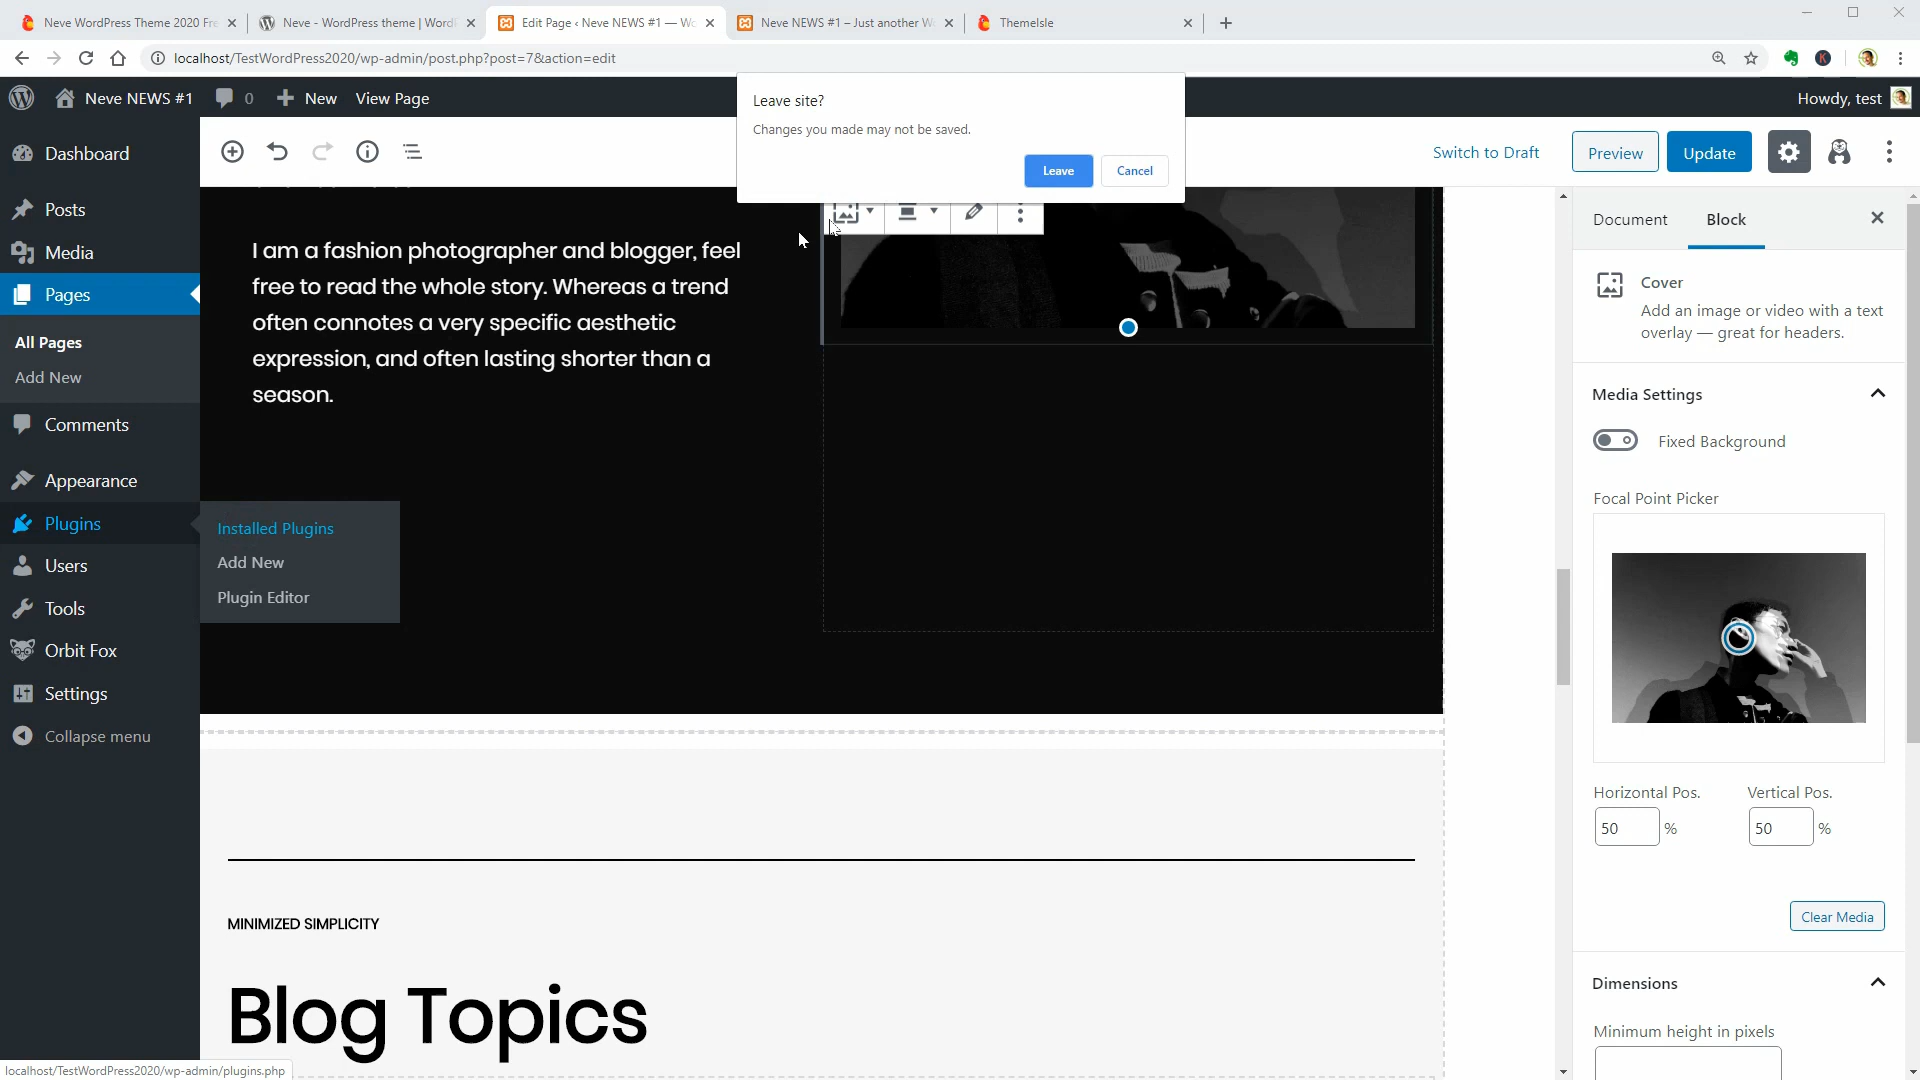 Neve WordPress Theme 2020 Fre
Neve - WordPress theme | Word
Edit Page ‹ Neve NEWS #1 — Wo
Neve NEWS #1 – Just another W
ThemeIsle
localhost/TestWordPress2020/wp-admin/post.php?post=7&action=edit
Neve NEWS #1
0
New
View Page
Howdy, test
Leave site?
Changes you made may not be saved.
Leave
Cancel
Switch to Draft
Preview
Update
Dashboard
Posts
Media
Pages
All Pages
Add New
Comments
Appearance
Plugins
Users
Tools
Orbit Fox
Settings
Collapse menu
Installed Plugins
Add New
Plugin Editor
I am a fashion photographer and blogger, feel
free to read the whole story. Whereas a trend
often connotes a very specific aesthetic
expression, and often lasting shorter than a
season.
MINIMIZED SIMPLICITY
Blog Topics
Document
Block
Cover
Add an image or video with a text
overlay — great for headers.
Media Settings
Fixed Background
Focal Point Picker
Horizontal Pos.
Vertical Pos.
50
%
50
%
Clear Media
Dimensions
Minimum height in pixels
localhost/TestWordPress2020/wp-admin/plugins.php